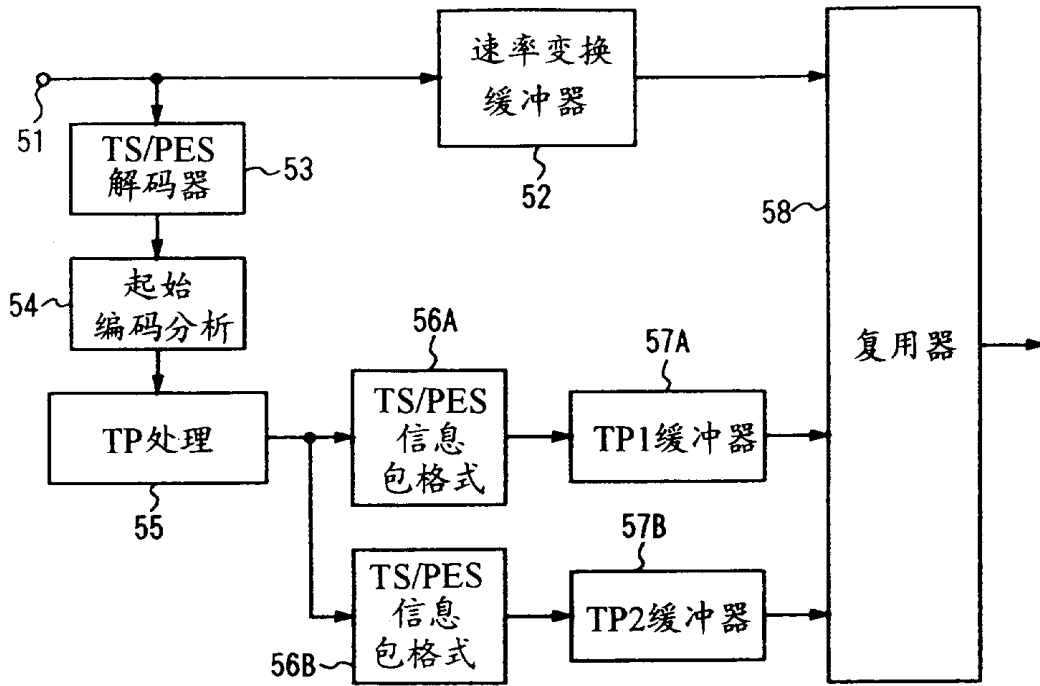 速率变换
缓冲器
51
TS/PES
解码器
53
52
58
起始
编码分析
54
56A
57A
复用器
TP处理
TS/PES
信息
包格式
TP1缓冲器
55
57B
TS/PES
信息
包格式
TP2缓冲器
56B